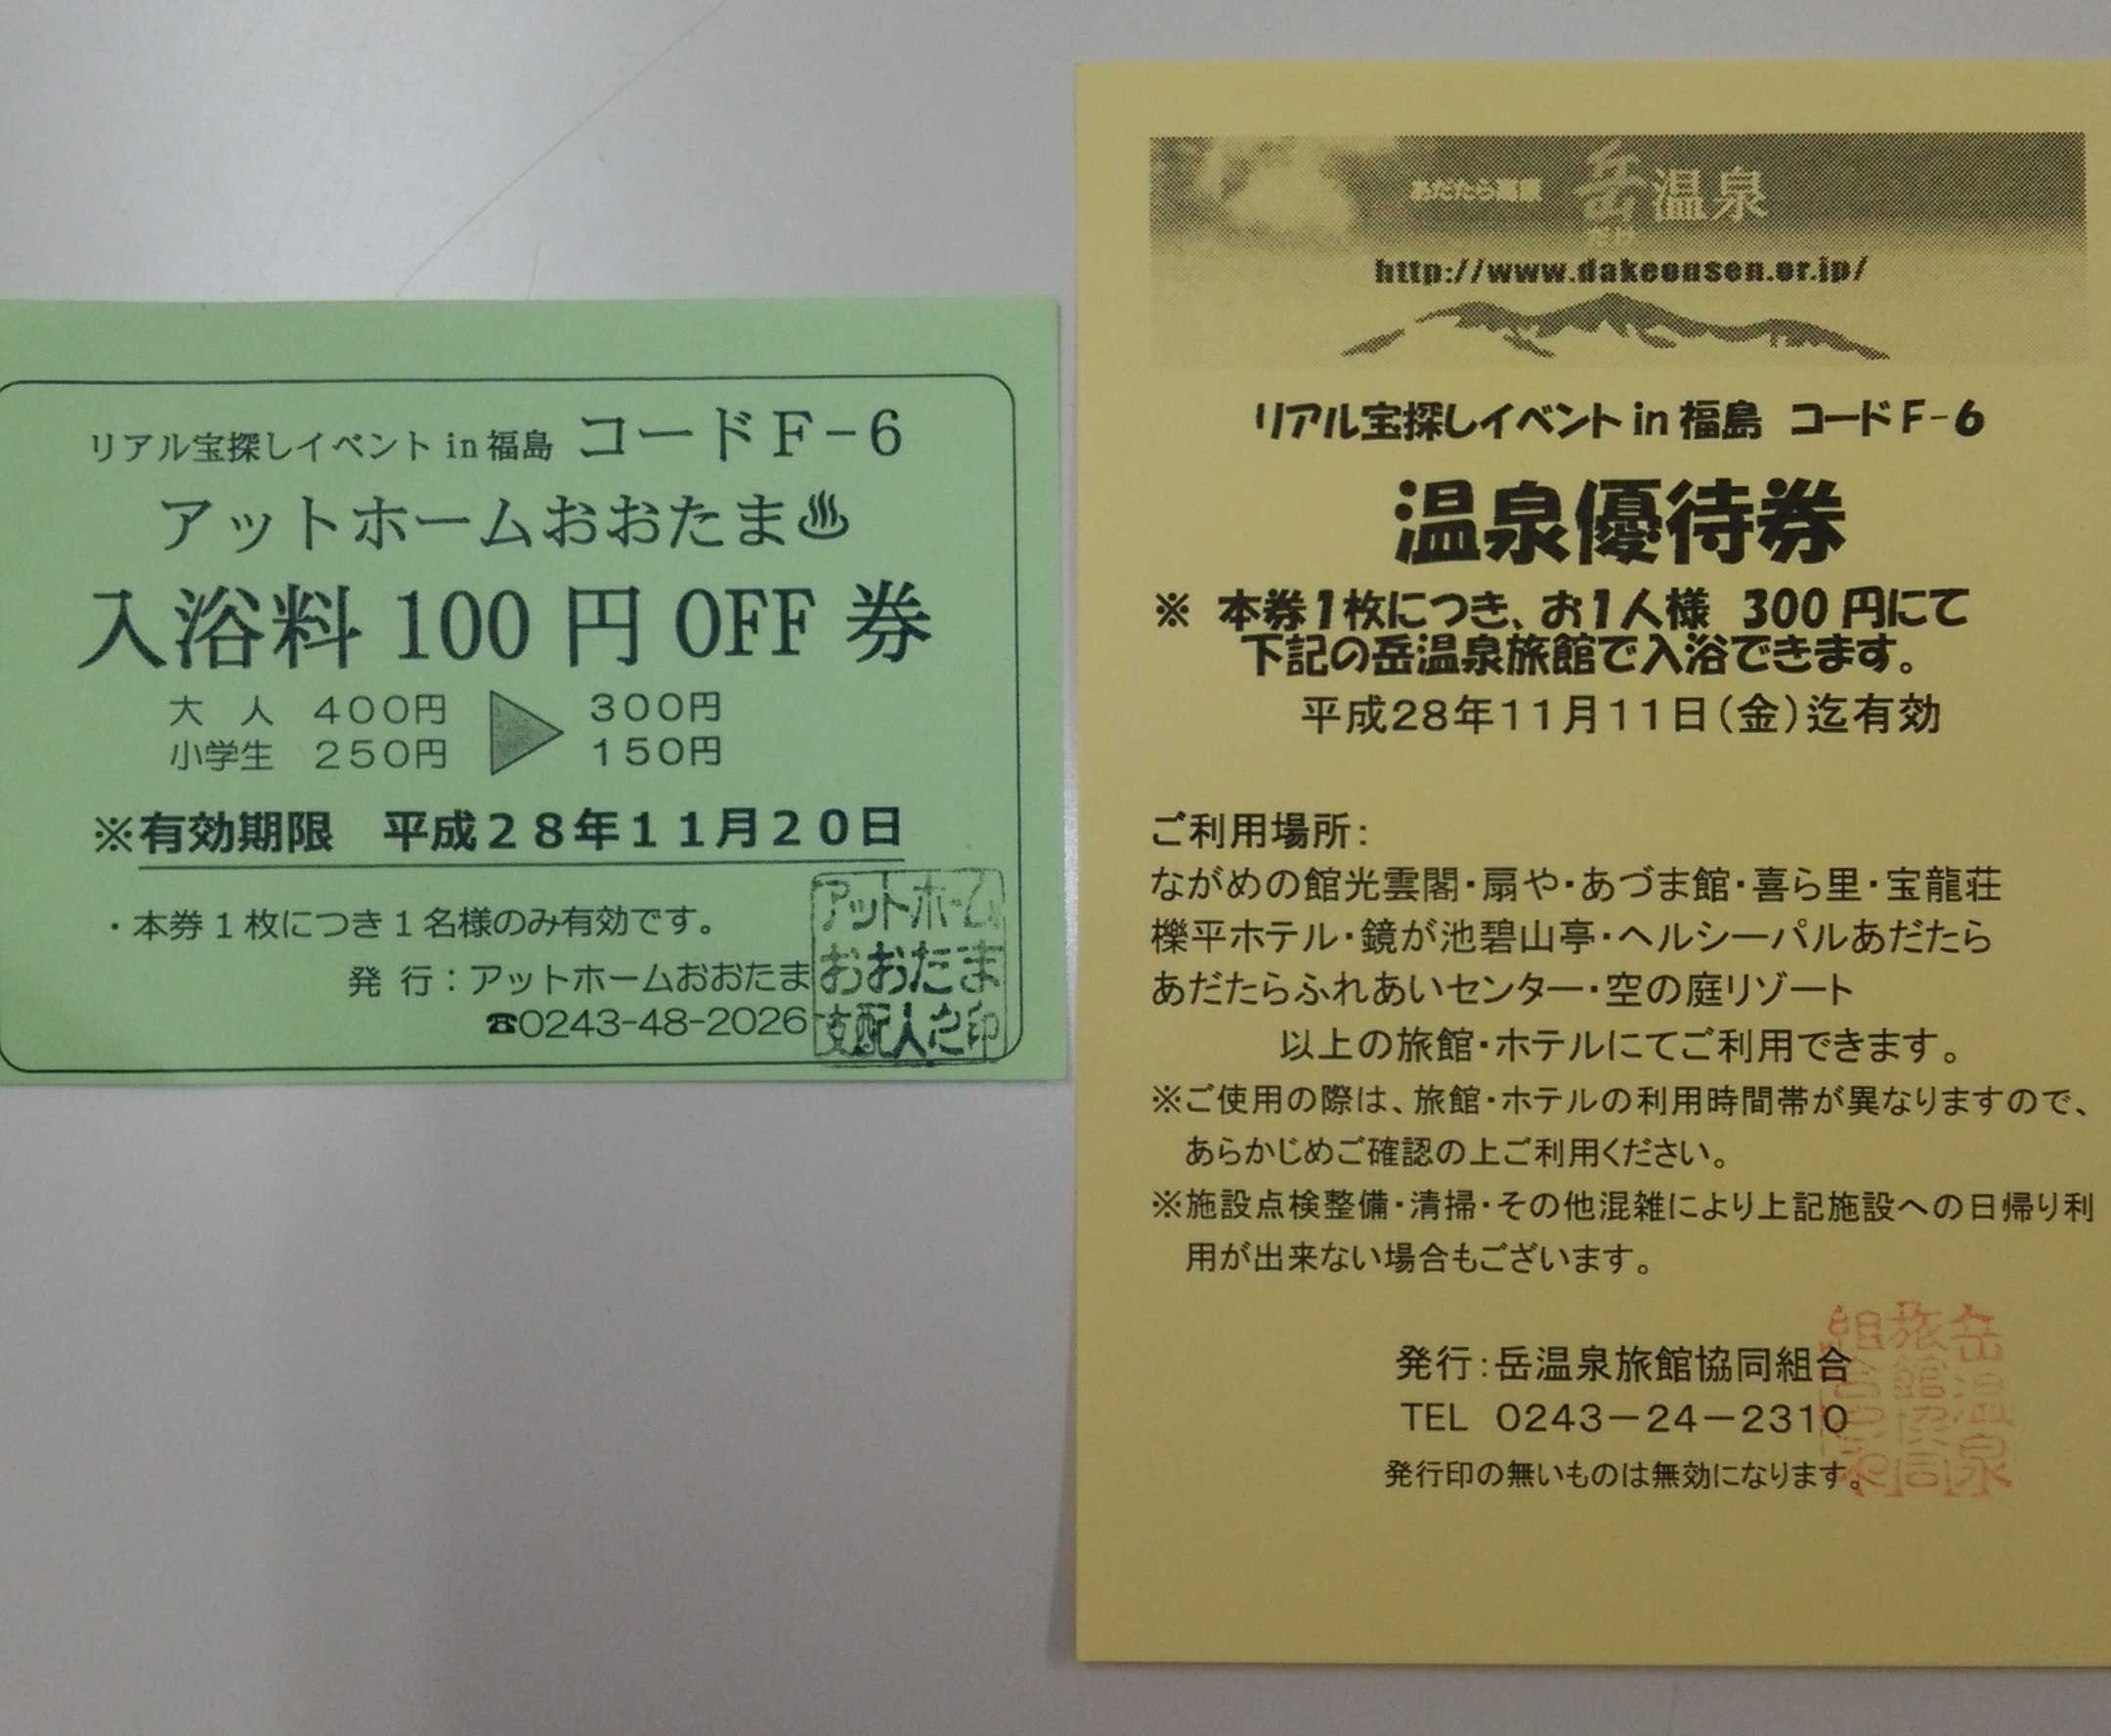 リアル宝探しイベント in 福島 コードF-6
アットホームおおたま♨
入浴料 100 円 OFF 券
大　人　400円 ▶ 300円
小学生　250円 150円
※有効期限　平成28年11月20日
・本券1枚につき1名様のみ有効です。
発 行：アットホームおおたま
☎0243-48-2026
アットホーム
おおたま
支配人之印
あだたら高原 岳温泉
だけ
http://www.dakeonsen.or.jp/
リアル宝探しイベント in 福島　コードF-6
温泉優待券
※ 本券1枚につき、お1人様 300 円にて
下記の岳温泉旅館で入浴できます。
平成28年11月11日（金）迄有効
ご利用場所：
ながめの館光雲閣・扇や・あづま館・喜ら里・宝龍荘
櫟平ホテル・鏡が池碧山亭・ヘルシーパルあだたら
あだたらふれあいセンター・空の庭リゾート
以上の旅館・ホテルにてご利用できます。
※ご使用の際は、旅館・ホテルの利用時間帯が異なりますので、
あらかじめご確認の上ご利用ください。
※施設点検整備・清掃・その他混雑により上記施設への日帰り利
用が出来ない場合もございます。
発行：岳温泉旅館協同組合
TEL 0243－24－2310
発行印の無いものは無効になります。
岳温泉